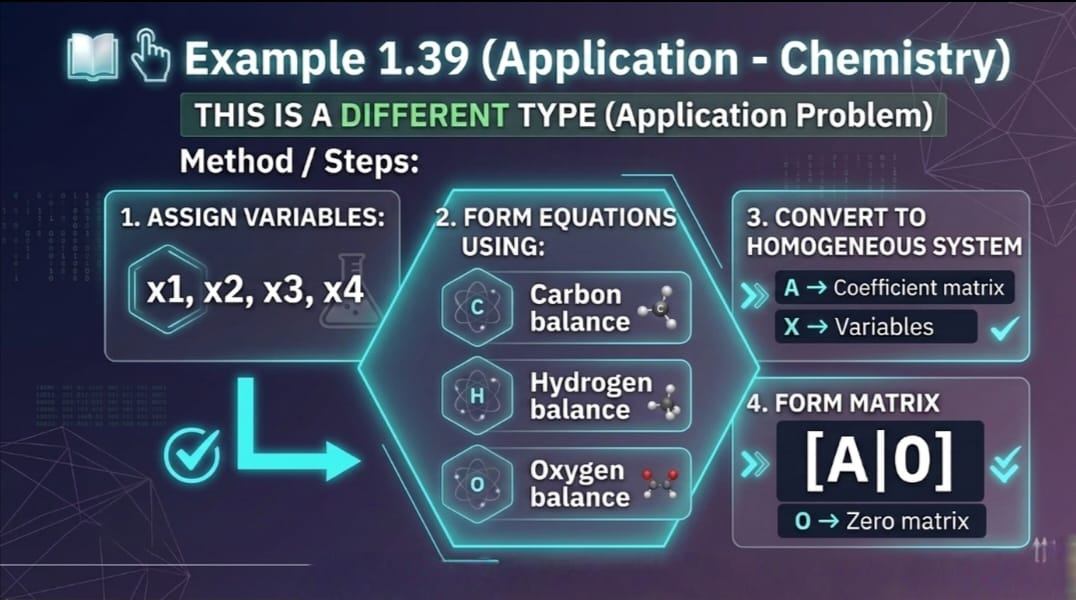 Example 1.39 (Application - Chemistry)
THIS IS A DIFFERENT TYPE (Application Problem)
Method / Steps:
1. ASSIGN VARIABLES:
x1, x2, x3, x4
2. FORM EQUATIONS
USING:
C
Carbon
balance
C
H
Hydrogen
balance
O
Oxygen
balance
3. CONVERT TO
HOMOGENEOUS SYSTEM
A → Coefficient matrix
X → Variables
4. FORM MATRIX
[A|0]
O → Zero matrix